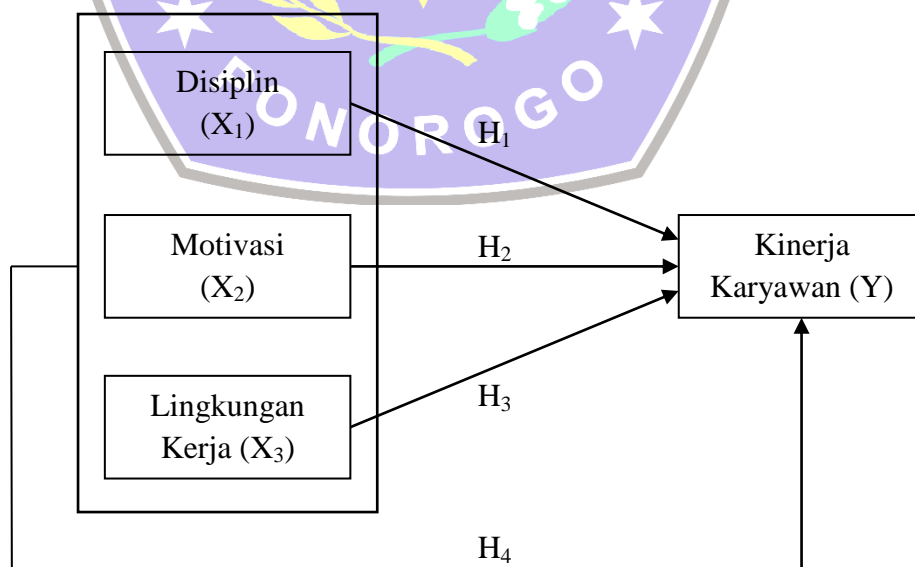 Disiplin
(X₁)
PONOROGO
H₁
Motivasi
(X₂)
H₂
Kinerja
Karyawan (Y)
Lingkungan
Kerja (X₃)
H₃
H₄